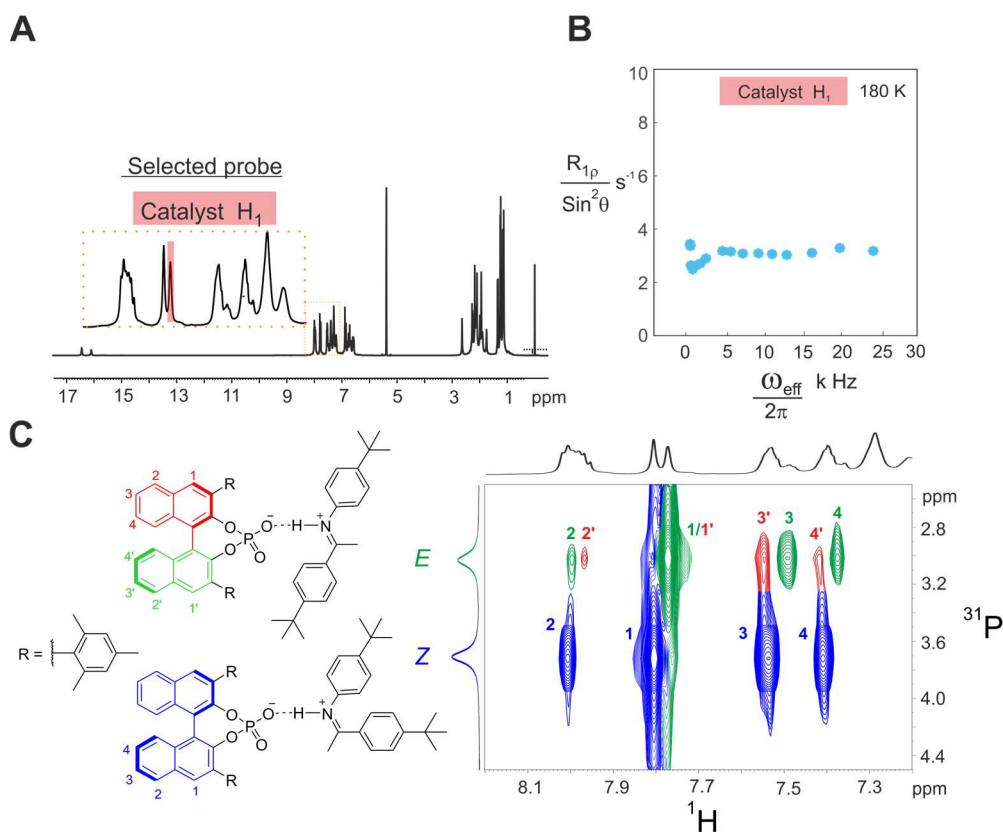 A
Selected probe
Catalyst H₁
17 15 13 11 9 7 5 3 1 ppm
B
Catalyst H₁ 180 K
10
8
-1
6
4
2
0
R₁ρ
Sin²θ
s
0 5 10 15 20 25 30
ω_eff
2π
k Hz
C
2 1 R
3
4
O O⁻ H N⁺
P
O O
4'
3'
2' 1' R
R =
R
O O⁻ H N⁺
P
O O
4
3
2 1 R
E
Z
2 2' 1/1' 3' 3 4' 4
2 1 3 4
ppm
2.8
3.2
³¹P
3.6
4.0
4.4
8.1 7.9 7.7 7.5 7.3 ppm
¹H